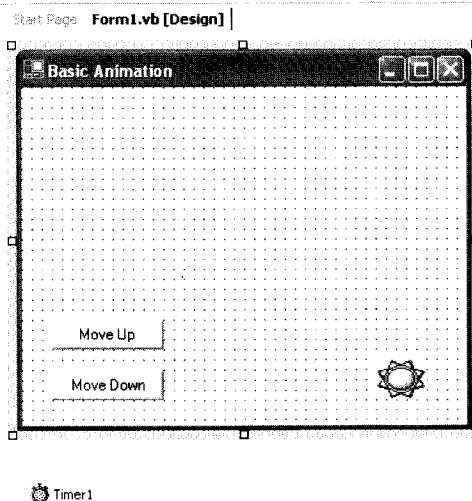 Start Page Form1.vb [Design]
Basic Animation
Move Up
Move Down
Timer1